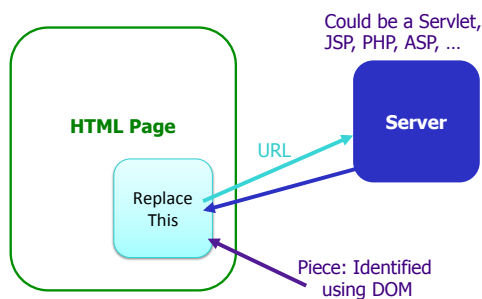 Could be a Servlet,
JSP, PHP, ASP, …
HTML Page
Server
URL
Replace
This
Piece: Identified
using DOM